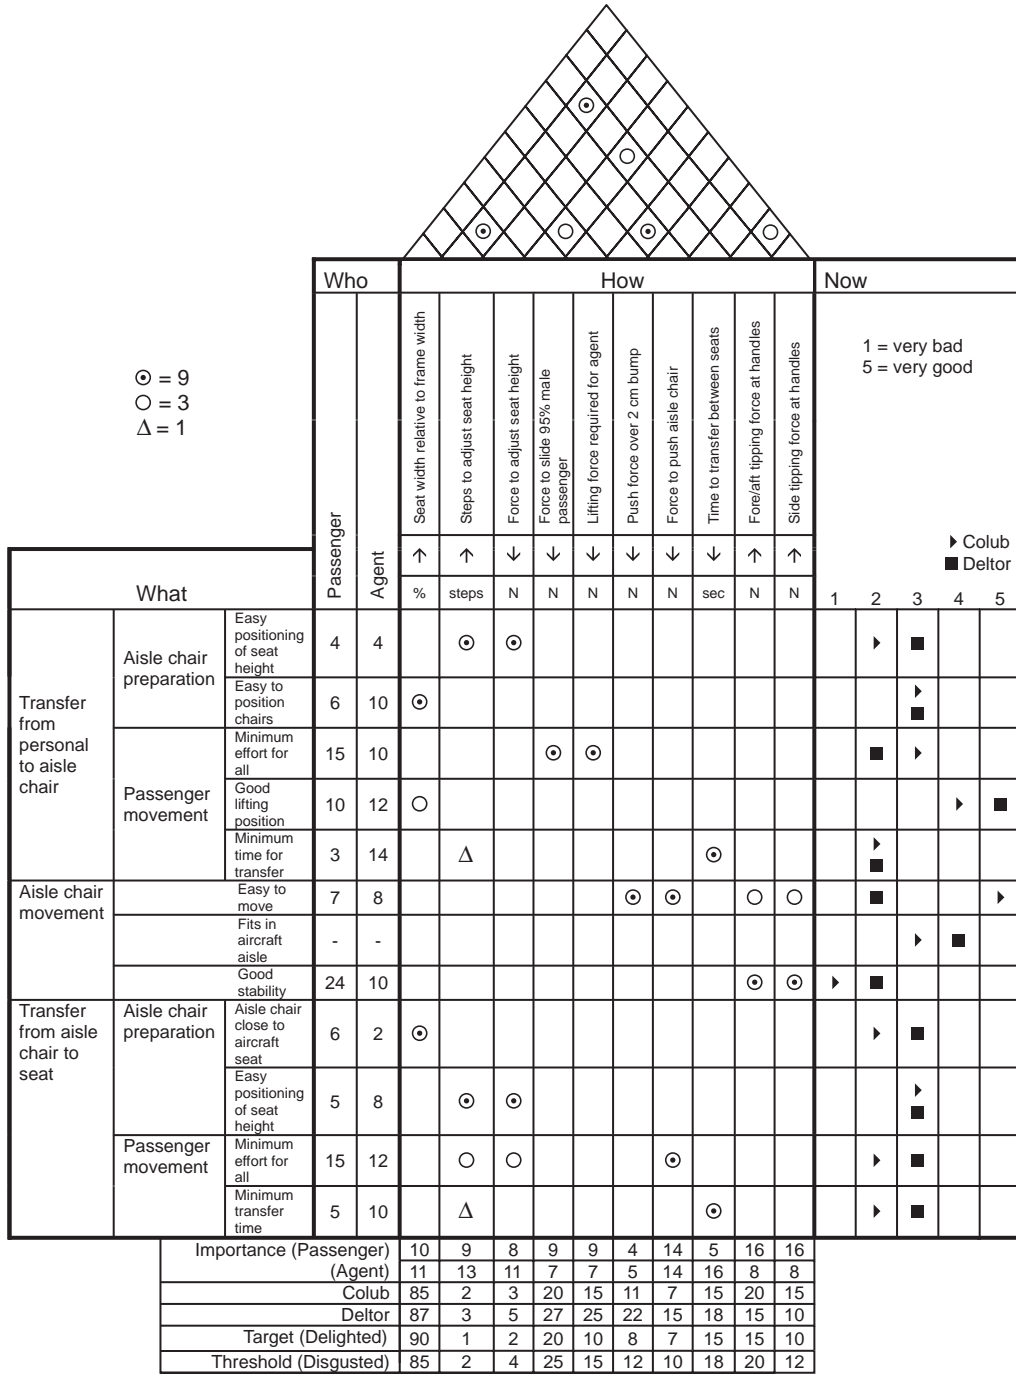 Who
How
Now
1 = very bad
5 = very good
⊙ = 9
○ = 3
Δ = 1
Passenger
Agent
Seat width relative to frame width
Steps to adjust seat height
Force to adjust seat height
Force to slide 95% male
passenger
Lifting force required for agent
Push force over 2 cm bump
Force to push aisle chair
Time to transfer between seats
Fore/aft tipping force at handles
Side tipping force at handles
Colub
Deltor
↑ ↑ ↓ ↓ ↓ ↓ ↓ ↓ ↑ ↑
What
% steps N N N N N sec N N
1 2 3 4 5
Transfer
from
personal
to aisle
chair
Aisle chair
preparation
Easy
positioning
of seat
height
4 4 ⊙ ⊙
Easy to
position
chairs
6 10 ⊙
Passenger
movement
Minimum
effort for
all
15 10 ⊙ ⊙
Good
lifting
position
10 12 ○
Minimum
time for
transfer
3 14 Δ ⊙
Aisle chair
movement
Easy to
move
7 8 ⊙ ⊙ ○ ○
Fits in
aircraft
aisle
- -
Good
stability
24 10 ⊙ ⊙
Transfer
from aisle
chair to
seat
Aisle chair
preparation
Aisle chair
close to
aircraft
seat
6 2 ⊙
Easy
positioning
of seat
height
5 8 ⊙ ⊙
Passenger
movement
Minimum
effort for
all
15 12 ○ ○ ⊙
Minimum
transfer
time
5 10 Δ ⊙
Importance (Passenger) 10 9 8 9 9 4 14 5 16 16
(Agent) 11 13 11 7 7 5 14 16 8 8
Colub 85 2 3 20 15 11 7 15 20 15
Deltor 87 3 5 27 25 22 15 18 15 10
Target (Delighted) 90 1 2 20 10 8 7 15 15 10
Threshold (Disgusted) 85 2 4 25 15 12 10 18 20 12